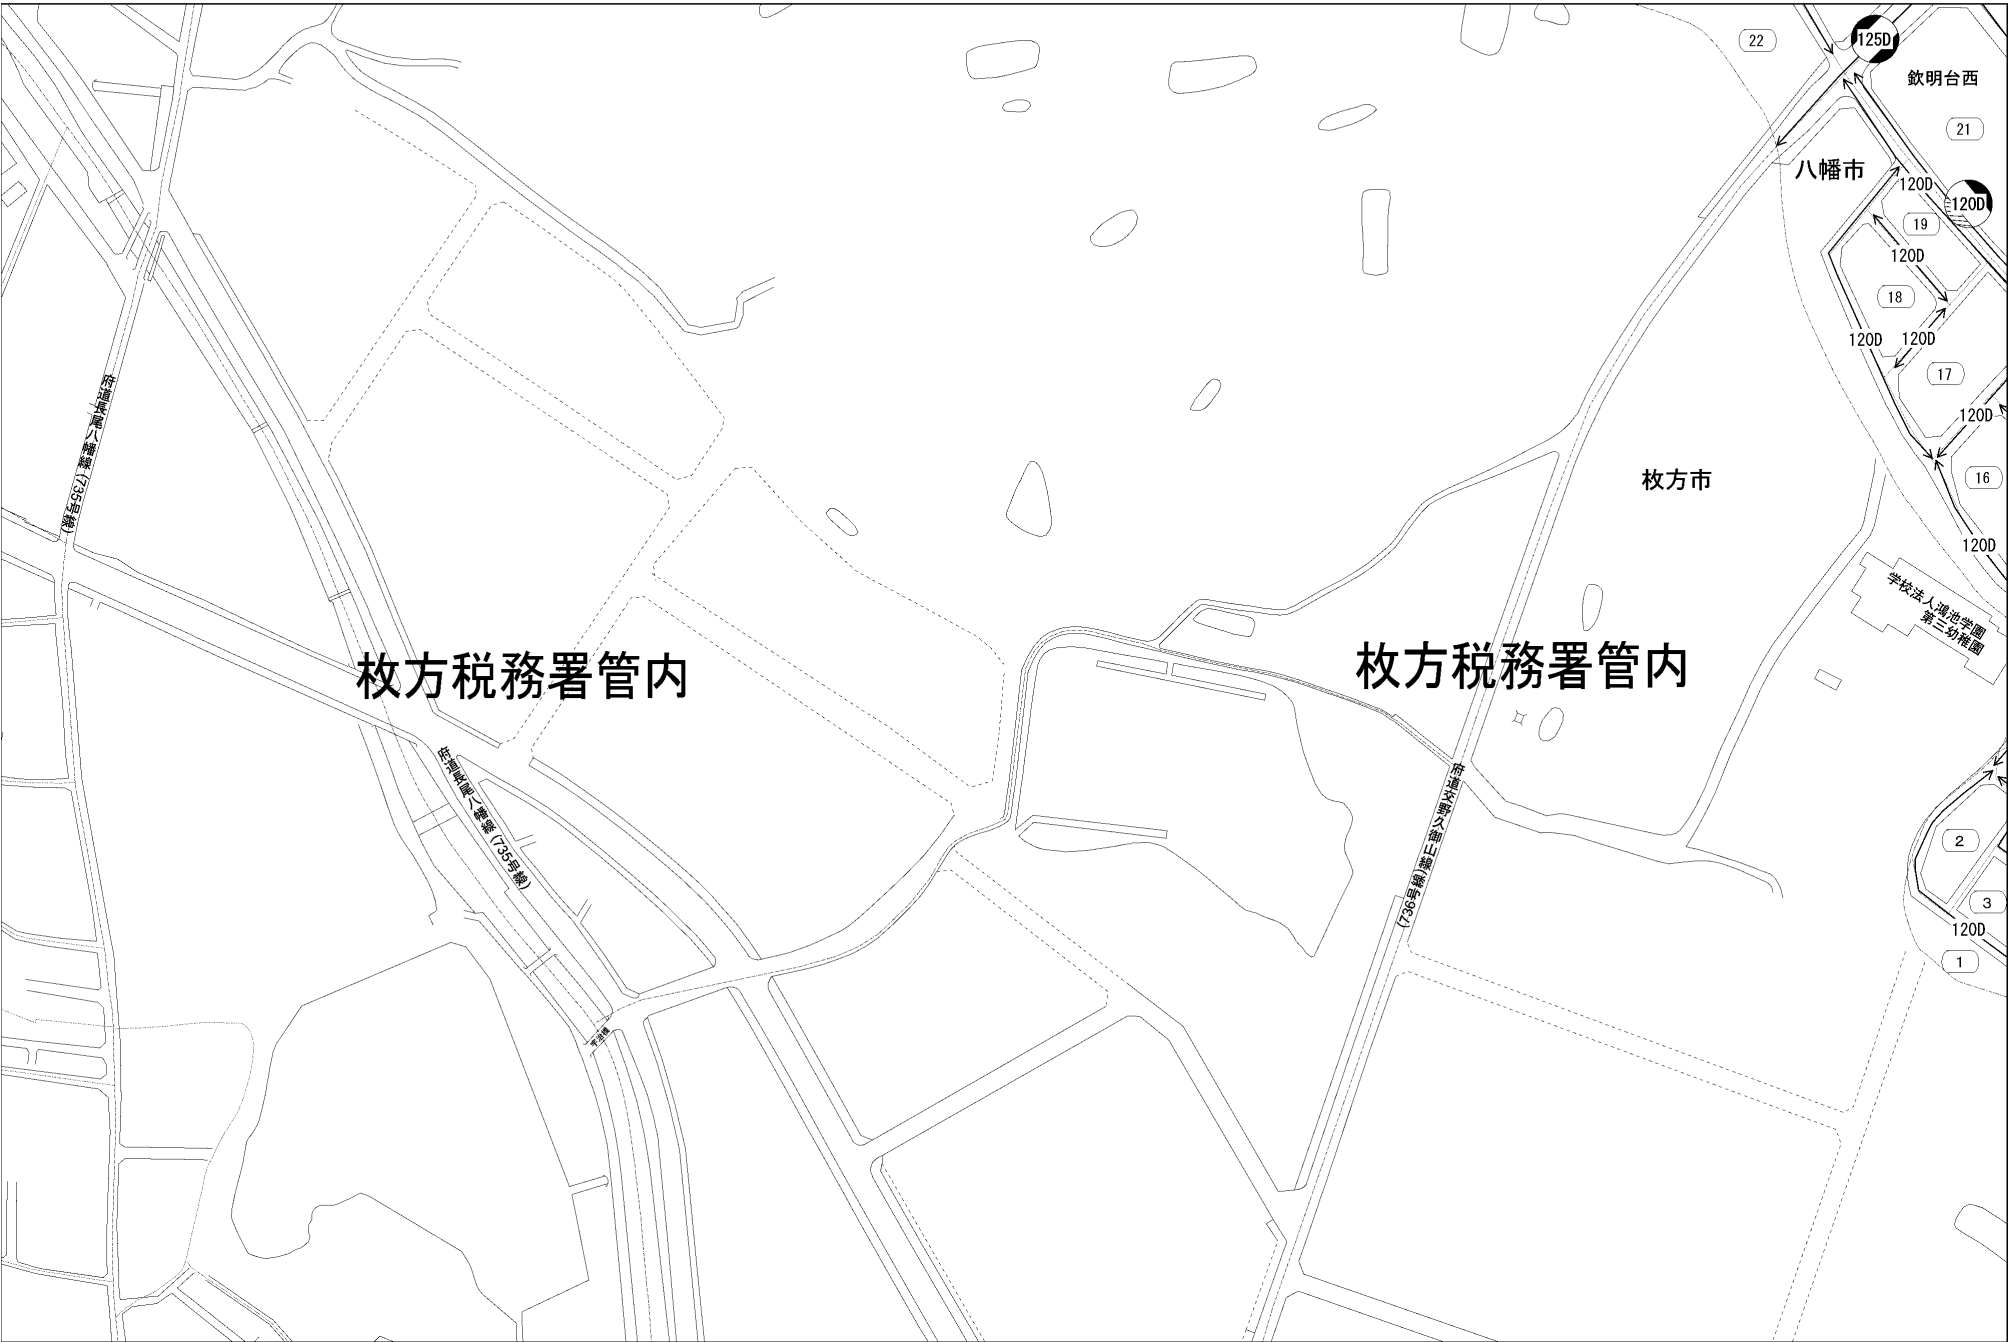 22
125D
欽明台西
21
八幡市
120D
120D
19
120D
18
120D
120D
17
120D
枚方市
16
120D
府道長尾八幡線(735号線)
学校法人鴻池学園
第三幼稚園
枚方税務署管内
枚方税務署管内
府道長尾八幡線(735号線)
府道交野久御山線(736号線)
2
3
120D
1